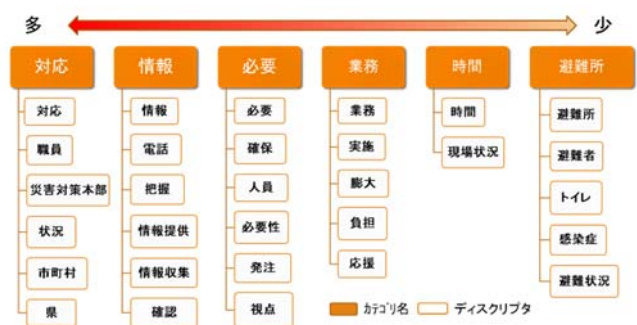 多 少
対応 情報 必要 業務 時間 避難所
対応 情報 必要 業務 時間 避難所
職員 電話 確保 実施 現場状況 避難者
災害対策本部 把握 人員 膨大 トイレ
状況 情報提供 必要性 負担 感染症
市町村 情報収集 発注 応援 避難状況
県 確認 視点 カテゴリ名 ディスクリプタ